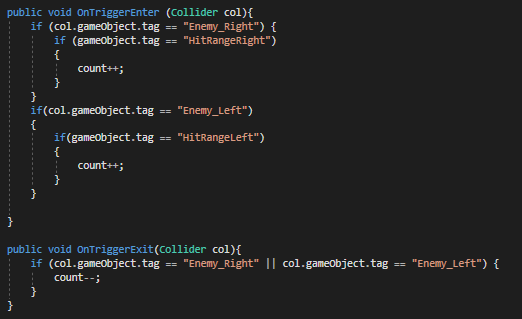 public void OnTriggerEnter (Collider col){
    if (col.gameObject.tag == "Enemy_Right") {
        if (gameObject.tag == "HitRangeRight")
        {
            count++;
        }
    }
    if(col.gameObject.tag == "Enemy_Left")
    {
        if(gameObject.tag == "HitRangeLeft")
        {
            count++;
        }
    }

}

public void OnTriggerExit(Collider col){
    if (col.gameObject.tag == "Enemy_Right" || col.gameObject.tag == "Enemy_Left") {
        count--;
    }
}